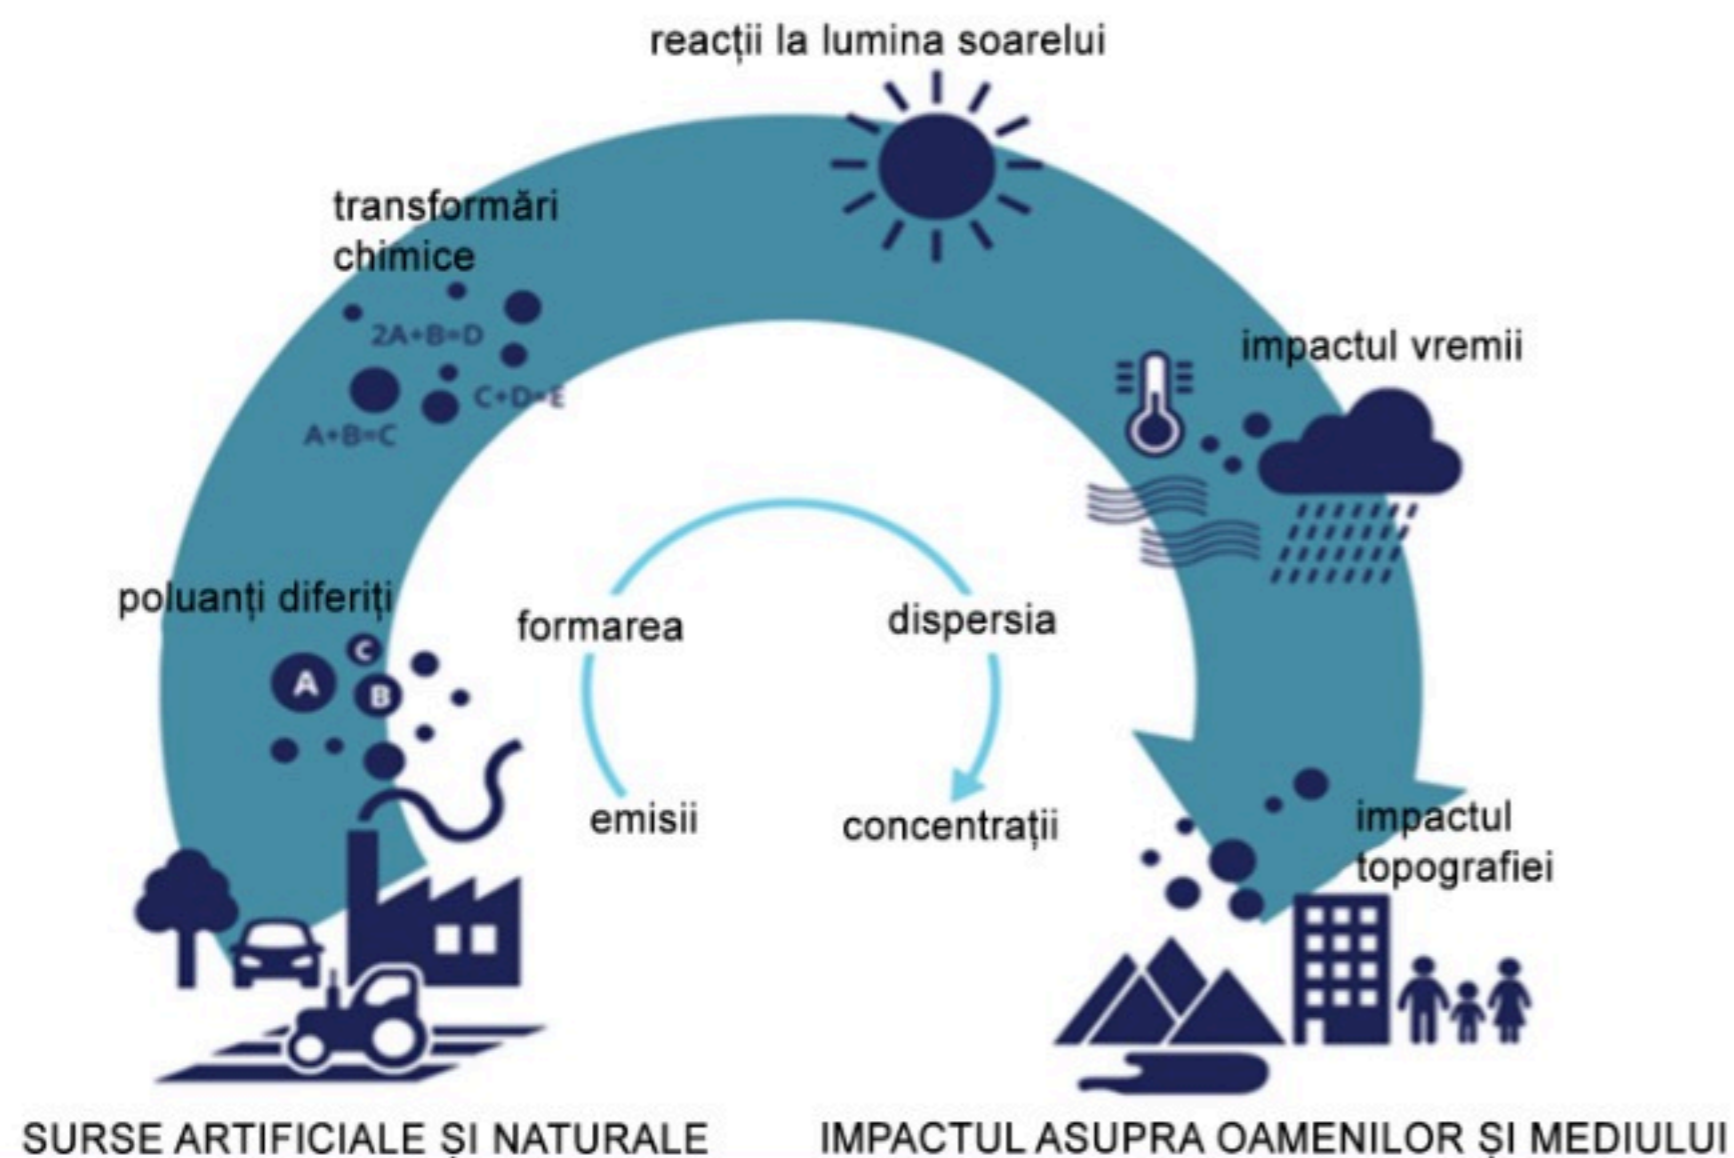 reacții la lumina soarelui
transformări
chimice
2A+B=D
C+D=E
A+B=C
impactul vremii
poluanți diferiți
C
A
B
formarea
dispersia
emisii
concentrații
impactul
topografiei
SURSE ARTIFICIALE ȘI NATURALE
IMPACTUL ASUPRA OAMENILOR ȘI MEDIULUI